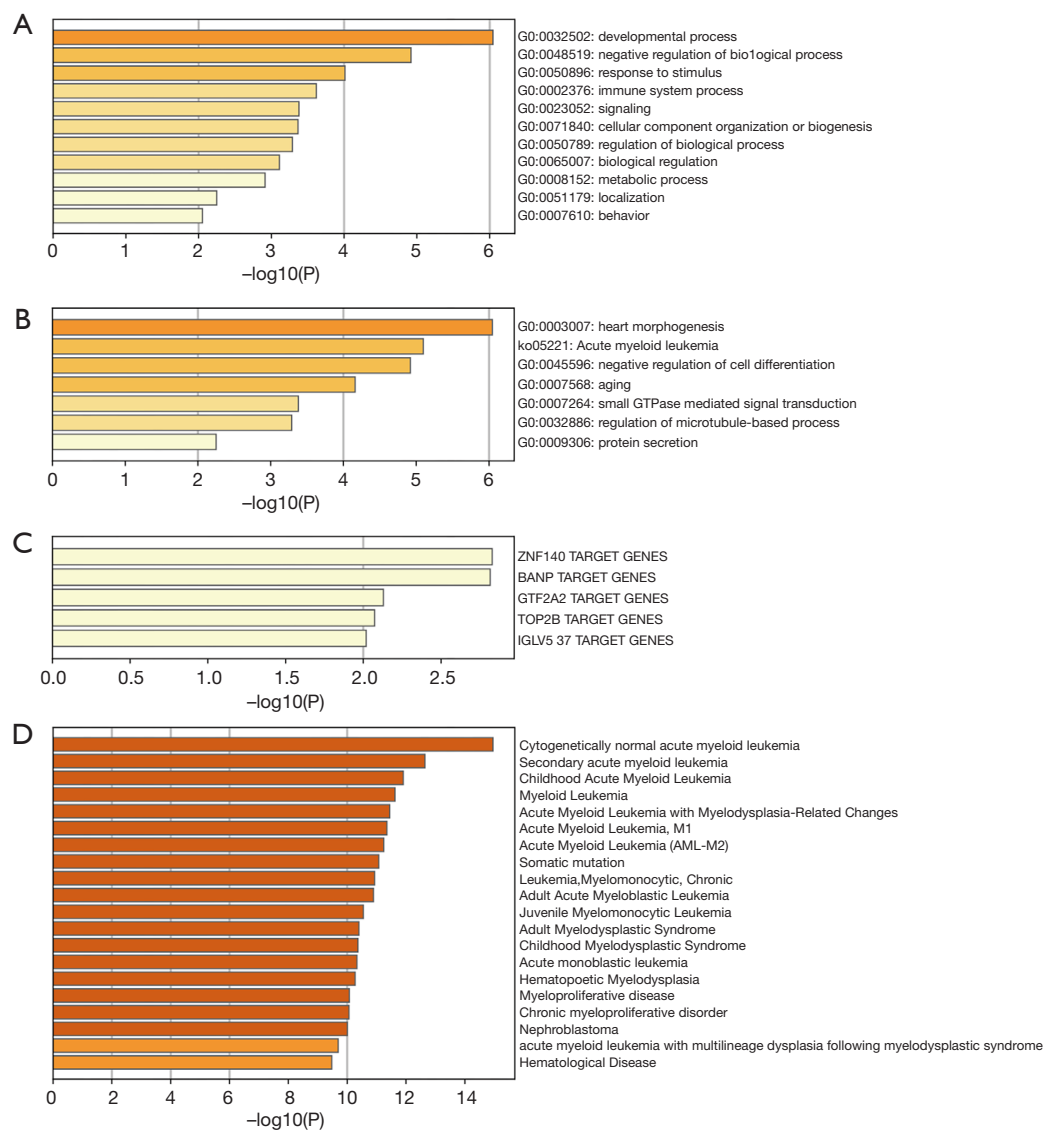 A
G0:0032502: developmental process
G0:0048519: negative regulation of bio1ogical process
G0:0050896: response to stimulus
G0:0002376: immune system process
G0:0023052: signaling
G0:0071840: cellular component organization or biogenesis
G0:0050789: regulation of biological process
G0:0065007: biological regulation
G0:0008152: metabolic process
G0:0051179: localization
G0:0007610: behavior
0 1 2 3 4 5 6
–log10(P)
B
G0:0003007: heart morphogenesis
ko05221: Acute myeloid leukemia
G0:0045596: negative regulation of cell differentiation
G0:0007568: aging
G0:0007264: small GTPase mediated signal transduction
G0:0032886: regulation of microtubule-based process
G0:0009306: protein secretion
0 1 2 3 4 5 6
–log10(P)
C
ZNF140 TARGET GENES
BANP TARGET GENES
GTF2A2 TARGET GENES
TOP2B TARGET GENES
IGLV5 37 TARGET GENES
0.0 0.5 1.0 1.5 2.0 2.5
–log10(P)
D
Cytogenetically normal acute myeloid leukemia
Secondary acute myeloid leukemia
Childhood Acute Myeloid Leukemia
Myeloid Leukemia
Acute Myeloid Leukemia with Myelodysplasia-Related Changes
Acute Myeloid Leukemia, M1
Acute Myeloid Leukemia (AML-M2)
Somatic mutation
Leukemia,Myelomonocytic, Chronic
Adult Acute Myeloblastic Leukemia
Juvenile Myelomonocytic Leukemia
Adult Myelodysplastic Syndrome
Childhood Myelodysplastic Syndrome
Acute monoblastic leukemia
Hematopoetic Myelodysplasia
Myeloproliferative disease
Chronic myeloproliferative disorder
Nephroblastoma
acute myeloid leukemia with multilineage dysplasia following myelodysplastic syndrome
Hematological Disease
0 2 4 6 8 10 12 14
–log10(P)